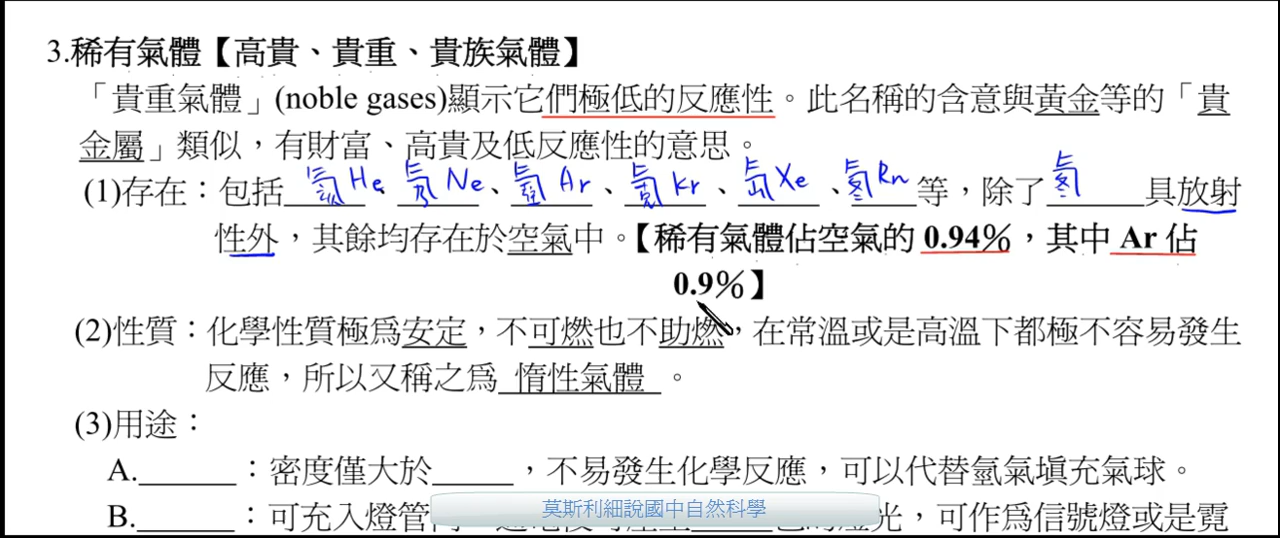 3.稀有氣體【高貴、貴重、貴族氣體】
「貴重氣體」(noble gases)顯示它們極低的反應性。此名稱的含意與黃金等的「貴
金屬」類似，有財富、高貴及低反應性的意思。
(1)存在：包括氦He、氖Ne、氬Ar、氪Kr、氙Xe、氡Rn等，除了氡具放射
性外，其餘均存在於空氣中。【稀有氣體佔空氣的 0.94%，其中 Ar 佔
0.9%】
(2)性質：化學性質極為安定，不可燃也不助燃，在常溫或是高溫下都極不容易發生
反應，所以又稱之為 惰性氣體 。
(3)用途：
A.______：密度僅大於_____，不易發生化學反應，可以代替氫氣填充氣球。
B.______：可充入燈管 光，可作為信號燈或是霓
莫斯利細說國中自然科學